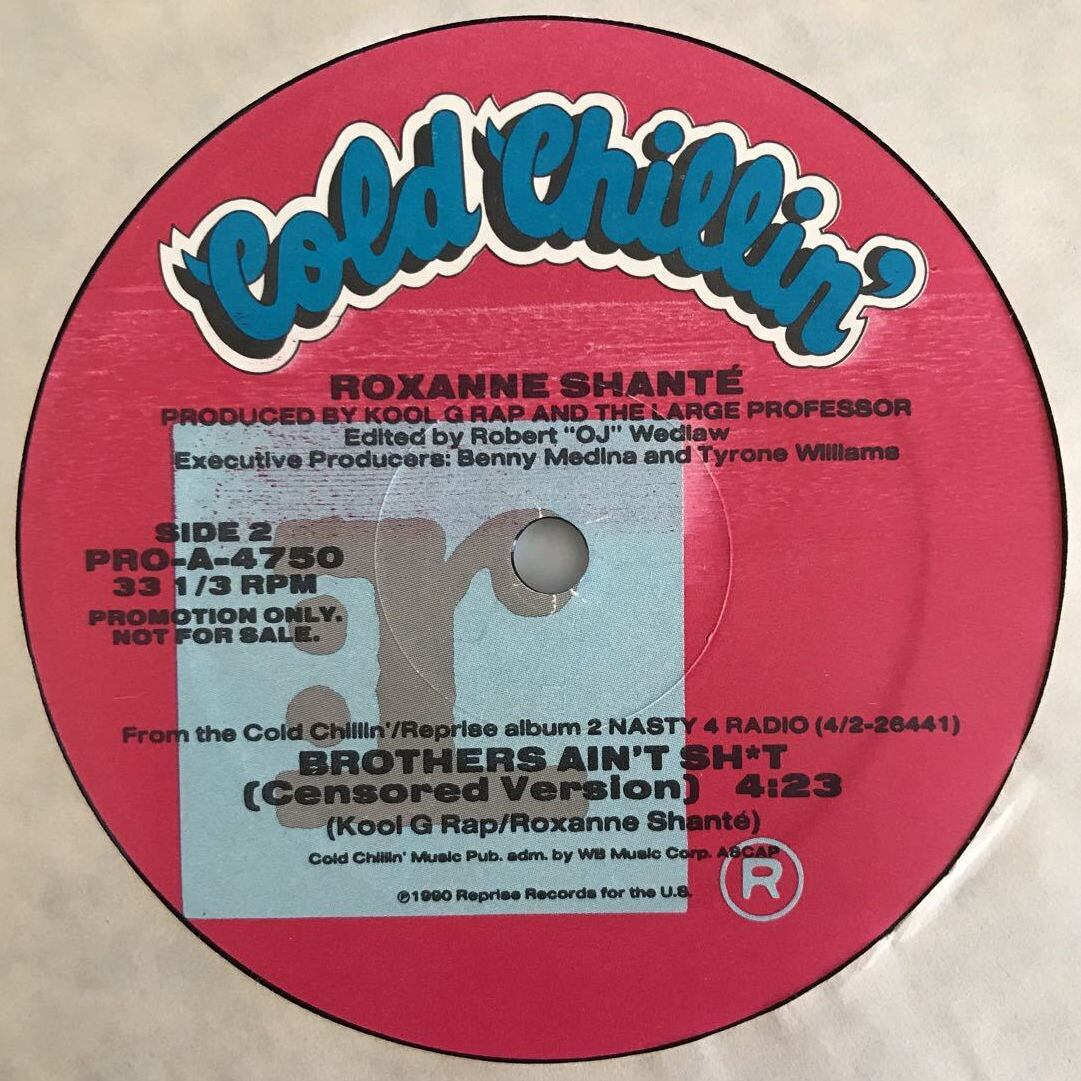 Cold Chillin'
ROXANNE SHANTÉ
PRODUCED BY KOOL G RAP AND THE LARGE PROFESSOR
Edited by Robert "OJ" Wedlaw
Executive Producers: Benny Medina and Tyrone Williams
SIDE 2
PRO-A-4750
33 1/3 RPM
PROMOTION ONLY.
NOT FOR SALE.
r:
From the Cold Chillin'/Reprise album 2 NASTY 4 RADIO (4/2-26441)
BROTHERS AIN'T SH*T
(Censored Version) 4:23
(Kool G Rap/Roxanne Shanté)
Cold Chillin' Music Pub. adm. by WB Music Corp. ASCAP
℗1990 Reprise Records for the U.S.
R